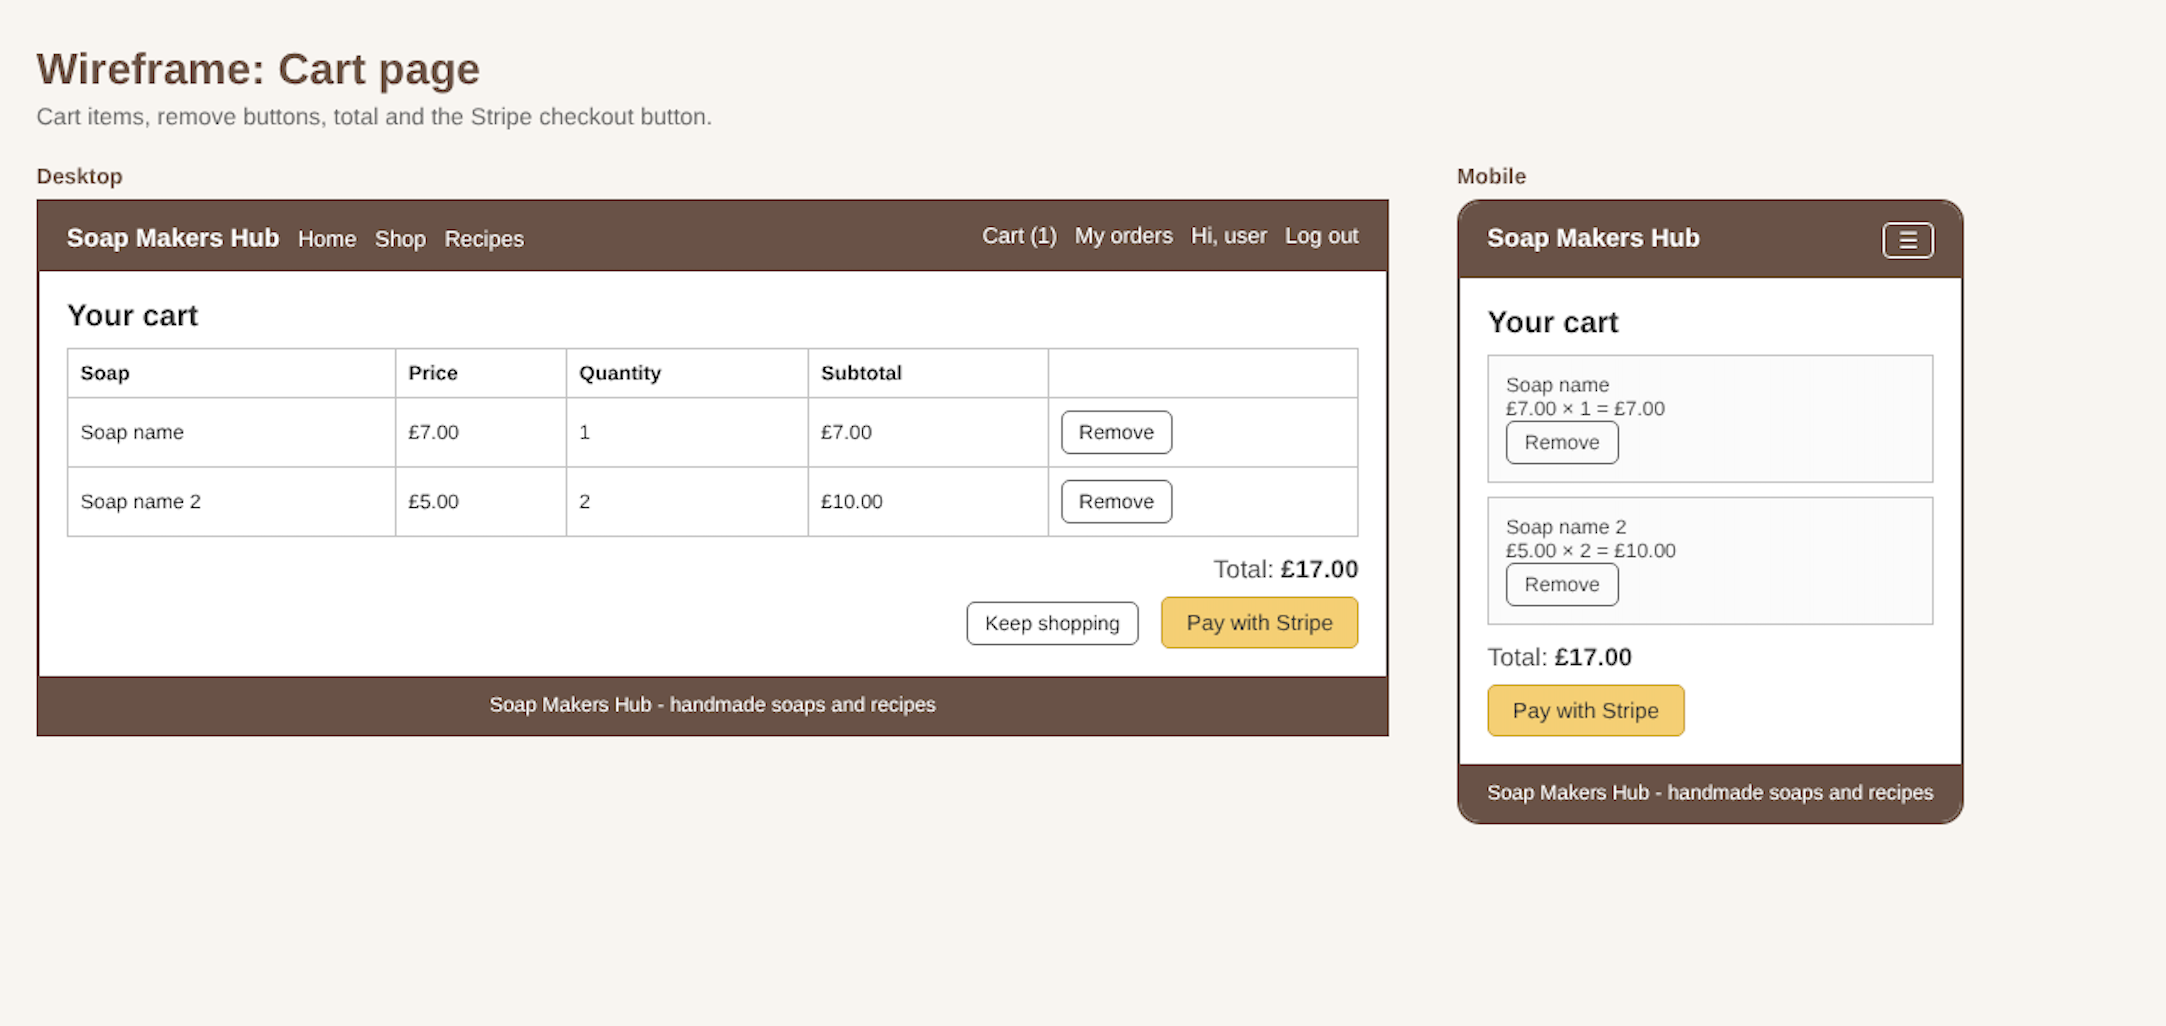 Wireframe: Cart page
Cart items, remove buttons, total and the Stripe checkout button.
Desktop
Soap Makers Hub Home Shop Recipes Cart (1) My orders Hi, user Log out
Your cart
Soap Price Quantity Subtotal
Soap name £7.00 1 £7.00 Remove
Soap name 2 £5.00 2 £10.00 Remove
Total: £17.00
Keep shopping Pay with Stripe
Soap Makers Hub - handmade soaps and recipes
Mobile
Soap Makers Hub ☰
Your cart
Soap name
£7.00 × 1 = £7.00
Remove
Soap name 2
£5.00 × 2 = £10.00
Remove
Total: £17.00
Pay with Stripe
Soap Makers Hub - handmade soaps and recipes